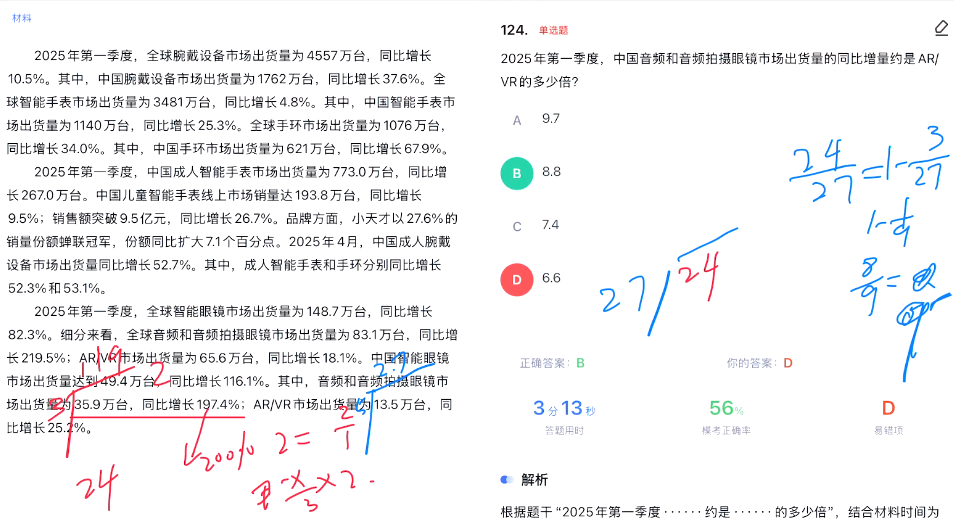 材料
2025年第一季度，全球腕戴设备市场出货量为4557万台，同比增长
10.5%。其中，中国腕戴设备市场出货量为1762万台，同比增长37.6%。全
球智能手表市场出货量为3481万台，同比增长4.8%。其中，中国智能手表市
场出货量为1140万台，同比增长25.3%。全球手环市场出货量为1076万台，
同比增长34.0%。其中，中国手环市场出货量为621万台，同比增长67.9%。
2025年第一季度，中国成人智能手表市场出货量为773.0万台，同比增
长267.0万台。中国儿童智能手表线上市场销量达193.8万台，同比增长
9.5%；销售额突破9.5亿元，同比增长26.7%。品牌方面，小天才以27.6%的
销量份额蝉联冠军，份额同比扩大7.1个百分点。2025年4月，中国成人腕戴
设备市场出货量同比增长52.7%。其中，成人智能手表和手环分别同比增长
52.3%和53.1%。
2025年第一季度，全球智能眼镜市场出货量为148.7万台，同比增长
82.3%。细分来看，全球音频和音频拍摄眼镜市场出货量为83.1万台，同比增
长219.5%；AR/VR市场出货量为65.6万台，同比增长18.1%。中国智能眼镜
市场出货量达到49.4万台，同比增长116.1%。其中，音频和音频拍摄眼镜市
场出货量为35.9万台，同比增长197.4%；AR/VR市场出货量为13.5万台，同
比增长25.2%。
119
2
3
2.7
5
200%
2=
2/1
24
x/3 × 2
124. 单选题
2025年第一季度，中国音频和音频拍摄眼镜市场出货量的同比增量约是AR/
VR的多少倍？
A 9.7
B 8.8
C 7.4
D 6.6
24/27=1-3/27
1-1/9
8/9=
27
24
正确答案：B 你的答案：D
3分13秒 56% D
答题用时 模考正确率 易错项
解析
根据题干“2025年第一季度······约是······的多少倍”，结合材料时间为